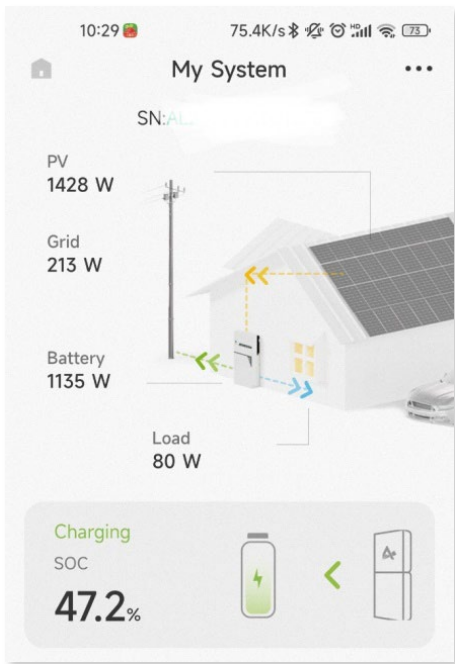 10:29 75.4K/s HD 73
My System
SN:
PV
1428 W
Grid
213 W
Battery
1135 W
Load
80 W
Charging
SOC
47.2%